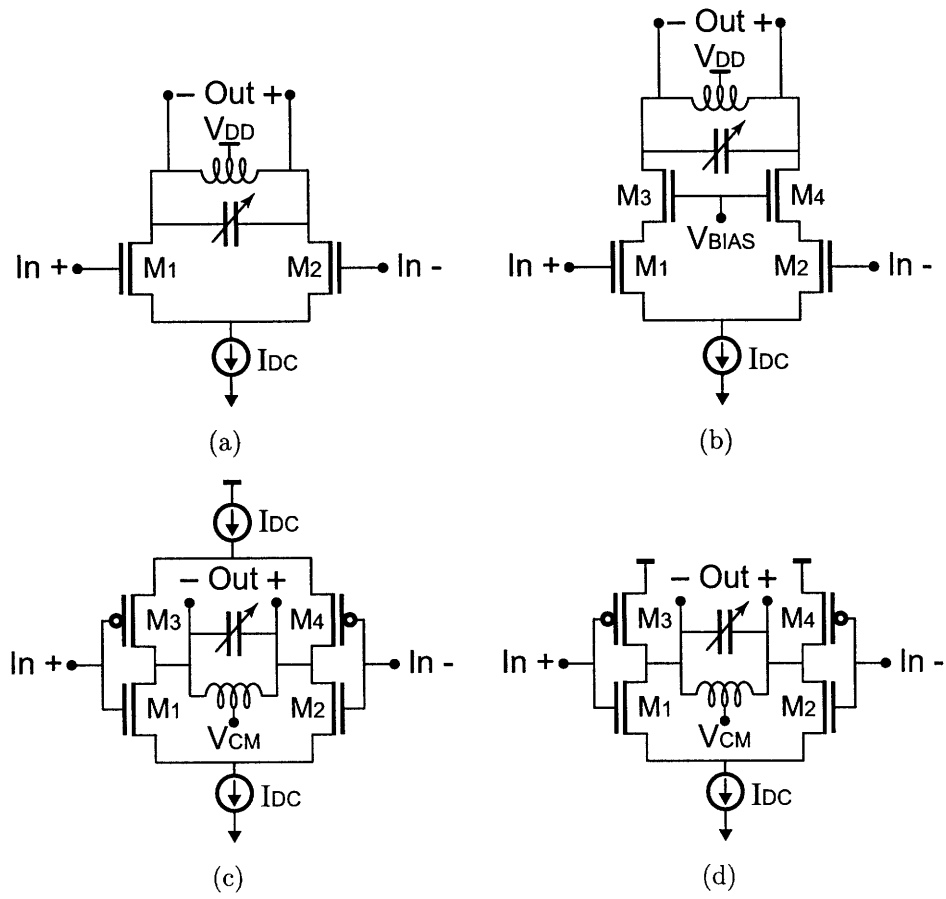 - Out +
VDD
In +
M1
M2
In -
IDC
(a)
- Out +
VDD
M3
M4
VBIAS
In +
M1
M2
In -
IDC
(b)
IDC
- Out +
M3
M4
In +
In -
M1
M2
VCM
IDC
(c)
- Out +
M3
M4
In +
In -
M1
M2
VCM
IDC
(d)